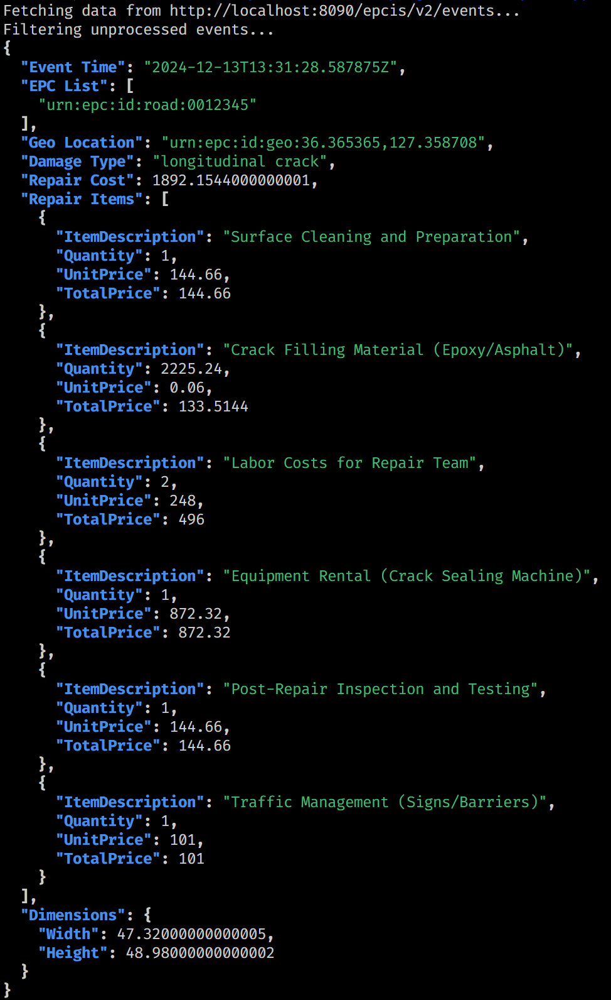 Fetching data from http://localhost:8090/epcis/v2/events...
Filtering unprocessed events...
{
  "Event Time": "2024-12-13T13:31:28.587875Z",
  "EPC List": [
    "urn:epc:id:road:0012345"
  ],
  "Geo Location": "urn:epc:id:geo:36.365365,127.358708",
  "Damage Type": "longitudinal crack",
  "Repair Cost": 1892.1544000000001,
  "Repair Items": [
    {
      "ItemDescription": "Surface Cleaning and Preparation",
      "Quantity": 1,
      "UnitPrice": 144.66,
      "TotalPrice": 144.66
    },
    {
      "ItemDescription": "Crack Filling Material (Epoxy/Asphalt)",
      "Quantity": 2225.24,
      "UnitPrice": 0.06,
      "TotalPrice": 133.5144
    },
    {
      "ItemDescription": "Labor Costs for Repair Team",
      "Quantity": 2,
      "UnitPrice": 248,
      "TotalPrice": 496
    },
    {
      "ItemDescription": "Equipment Rental (Crack Sealing Machine)",
      "Quantity": 1,
      "UnitPrice": 872.32,
      "TotalPrice": 872.32
    },
    {
      "ItemDescription": "Post-Repair Inspection and Testing",
      "Quantity": 1,
      "UnitPrice": 144.66,
      "TotalPrice": 144.66
    },
    {
      "ItemDescription": "Traffic Management (Signs/Barriers)",
      "Quantity": 1,
      "UnitPrice": 101,
      "TotalPrice": 101
    }
  ],
  "Dimensions": {
    "Width": 47.32000000000005,
    "Height": 48.98000000000002
  }
}